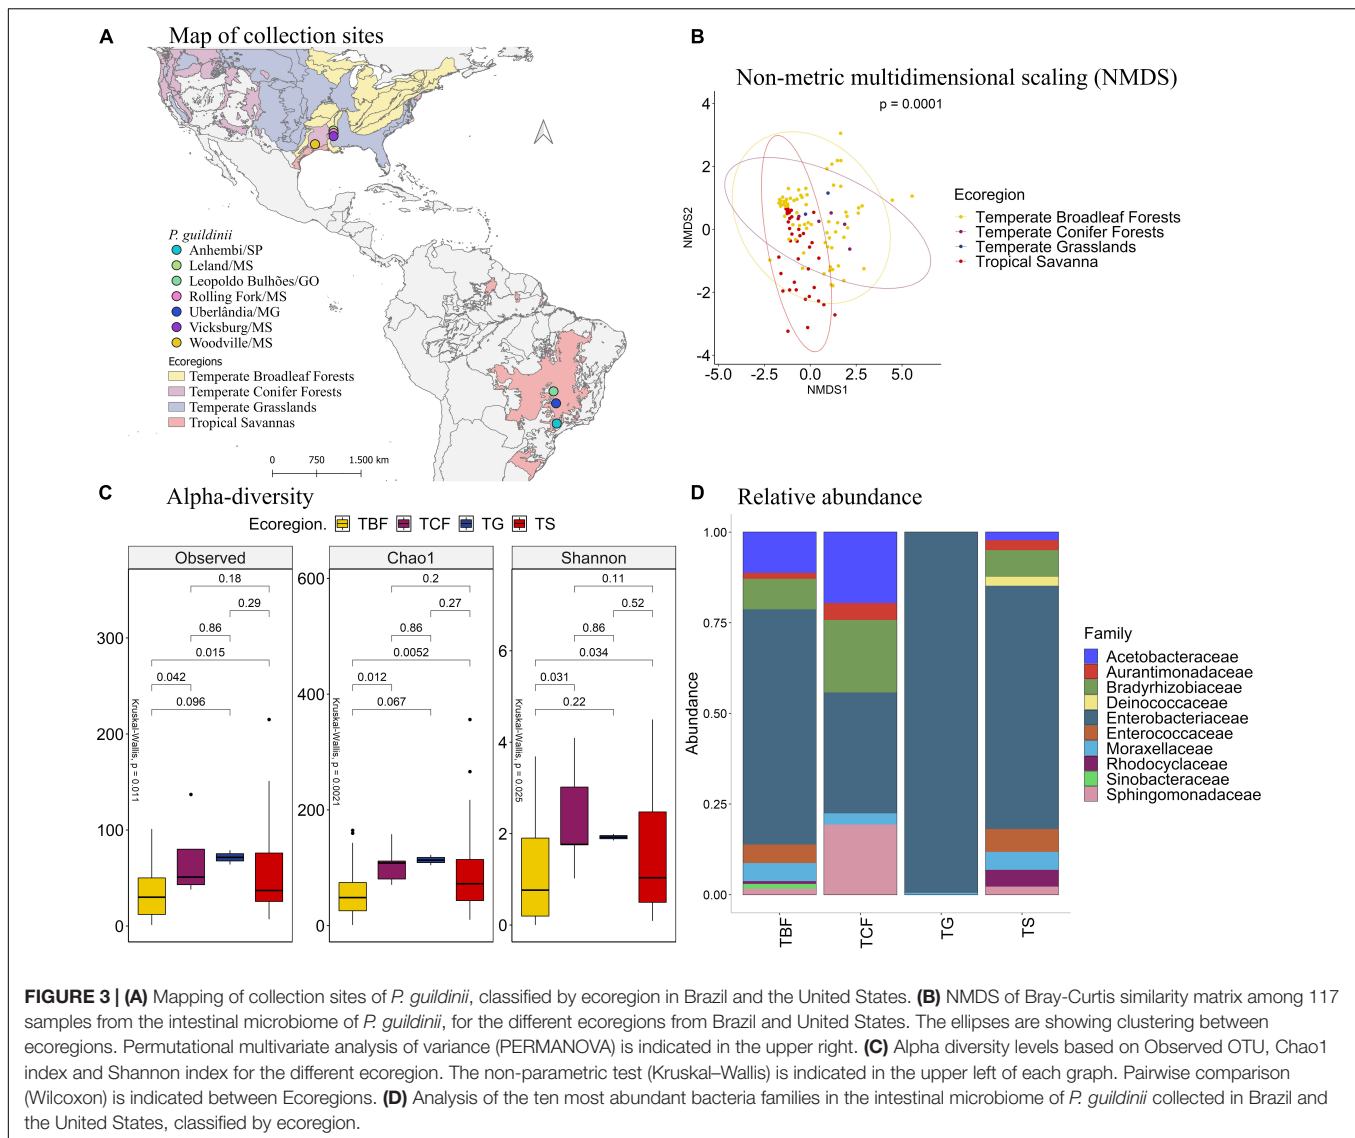 A Map of collection sites
P. guildinii
Anhembi/SP
Leland/MS
Leopoldo Bulhões/GO
Rolling Fork/MS
Uberlândia/MG
Vicksburg/MS
Woodville/MS
Ecoregions
Temperate Broadleaf Forests
Temperate Conifer Forests
Temperate Grasslands
Tropical Savannas
0 750 1.500 km
B
Non-metric multidimensional scaling (NMDS)
p = 0.0001
4
2
0
-2
-4
NMDS2
-5.0 -2.5 0.0 2.5 5.0
NMDS1
Ecoregion
Temperate Broadleaf Forests
Temperate Conifer Forests
Temperate Grasslands
Tropical Savanna
C Alpha-diversity
Ecoregion. TBF TCF TG TS
Observed
0.18
0.29
0.86
0.015
0.042
0.096
300
200
100
0
Kruskal-Wallis, p = 0.011
Chao1
0.2
0.27
0.86
0.0052
0.012
0.067
600
400
200
0
Kruskal-Wallis, p = 0.0021
Shannon
0.11
0.52
0.86
0.034
0.031
0.22
6
4
2
0
Kruskal-Wallis, p = 0.025
D Relative abundance
1.00
0.75
0.50
0.25
0.00
Abundance
TBF
TCF
TG
TS
Family
Acetobacteraceae
Aurantimonadaceae
Bradyrhizobiaceae
Deinococcaceae
Enterobacteriaceae
Enterococcaceae
Moraxellaceae
Rhodocyclaceae
Sinobacteraceae
Sphingomonadaceae
FIGURE 3 | (A) Mapping of collection sites of P. guildinii, classified by ecoregion in Brazil and the United States. (B) NMDS of Bray-Curtis similarity matrix among 117
samples from the intestinal microbiome of P. guildinii, for the different ecoregions from Brazil and United States. The ellipses are showing clustering between
ecoregions. Permutational multivariate analysis of variance (PERMANOVA) is indicated in the upper right. (C) Alpha diversity levels based on Observed OTU, Chao1
index and Shannon index for the different ecoregion. The non-parametric test (Kruskal–Wallis) is indicated in the upper left of each graph. Pairwise comparison
(Wilcoxon) is indicated between Ecoregions. (D) Analysis of the ten most abundant bacteria families in the intestinal microbiome of P. guildinii collected in Brazil and
the United States, classified by ecoregion.